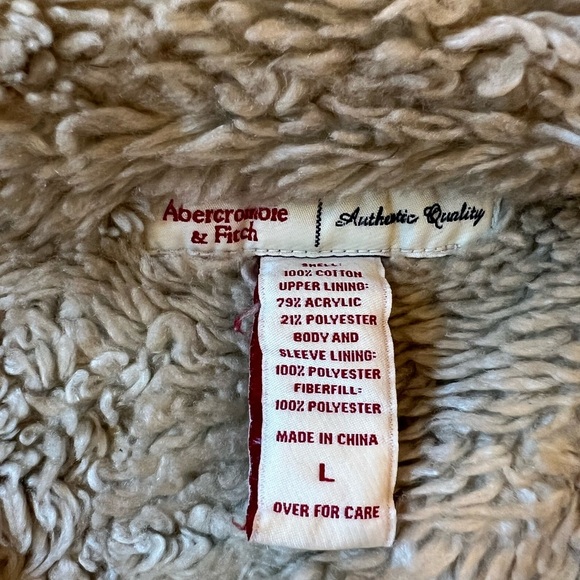 Abercrombie
& Fitch
Authentic Quality
SHELL:
100% COTTON
UPPER LINING:
79% ACRYLIC
21% POLYESTER
BODY AND
SLEEVE LINING:
100% POLYESTER
FIBERFILL:
100% POLYESTER
MADE IN CHINA
L
OVER FOR CARE